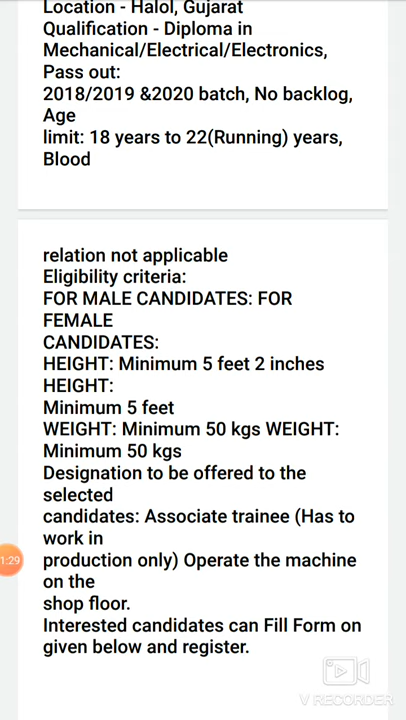 Location - Halol, Gujarat
Qualification - Diploma in
Mechanical/Electrical/Electronics,
Pass out:
2018/2019 &2020 batch, No backlog,
Age
limit: 18 years to 22(Running) years,
Blood
relation not applicable
Eligibility criteria:
FOR MALE CANDIDATES: FOR
FEMALE
CANDIDATES:
HEIGHT: Minimum 5 feet 2 inches
HEIGHT:
Minimum 5 feet
WEIGHT: Minimum 50 kgs WEIGHT:
Minimum 50 kgs
Designation to be offered to the
selected
candidates: Associate trainee (Has to
work in
production only) Operate the machine
on the
shop floor.
Interested candidates can Fill Form on
given below and register.
1:29
V RECORDER